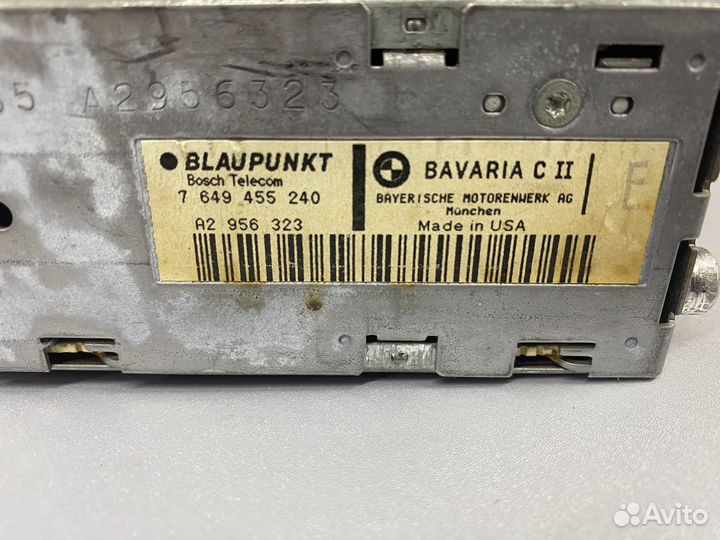 A2956323
BLAUPUNKT
Bosch Telecom
7 649 455 240
A2 956 323
BAVARIA C II
BAYERISCHE MOTORENWERK AG
München
Made in USA
E
Avito